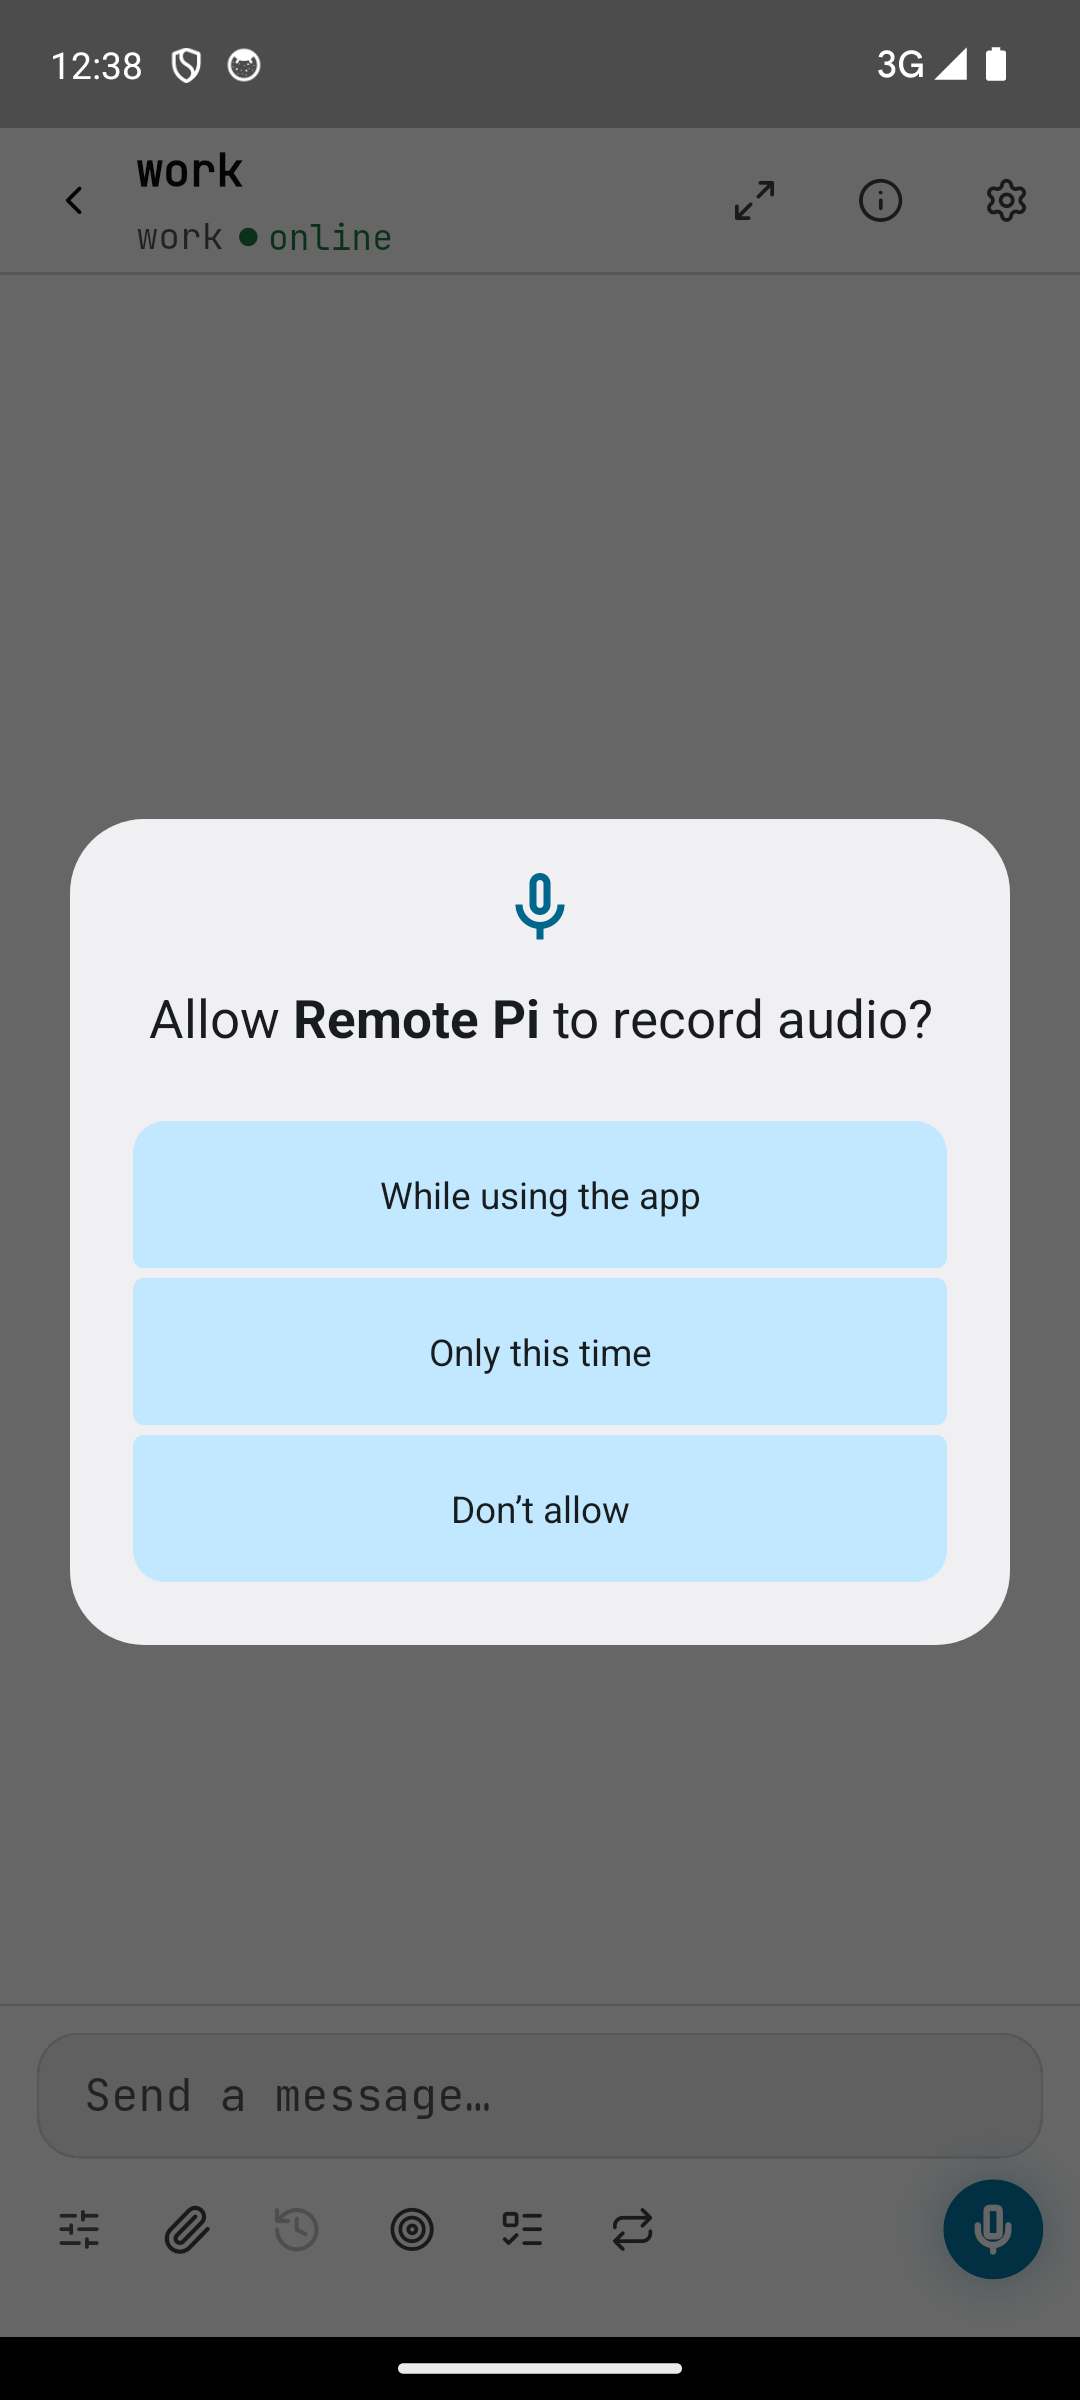 12:38
3G
work
work ● online
Allow Remote Pi to record audio?
While using the app
Only this time
Don’t allow
Send a message…